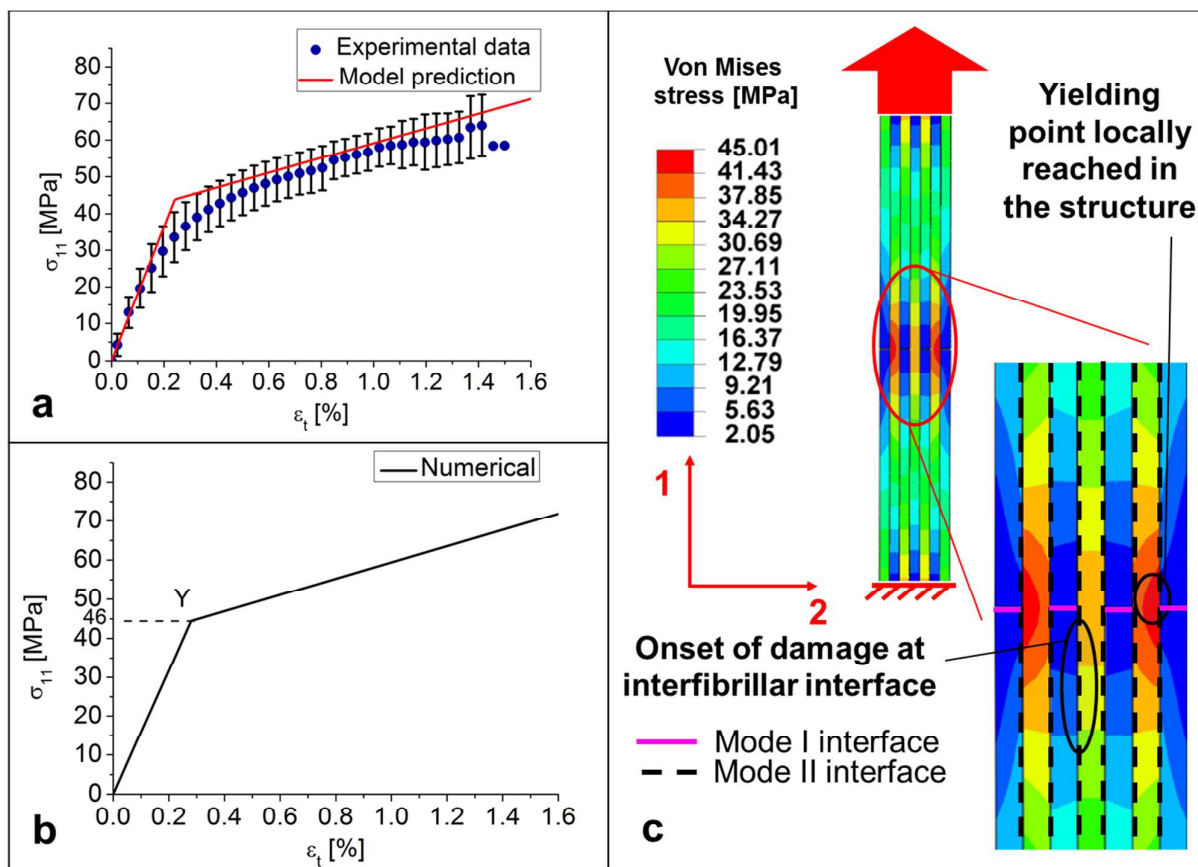 Experimental data
Model prediction
80
70
60
50
40
30
20
10
0
σ11 [MPa]
0.0 0.2 0.4 0.6 0.8 1.0 1.2 1.4 1.6
εt [%]
a
Numerical
80
70
60
50
46
40
30
20
10
0
σ11 [MPa]
Y
0.0 0.2 0.4 0.6 0.8 1.0 1.2 1.4 1.6
εt [%]
b
Von Mises
stress [MPa]
45.01
41.43
37.85
34.27
30.69
27.11
23.53
19.95
16.37
12.79
9.21
5.63
2.05
1
2
Yielding
point locally
reached in
the structure
Onset of damage at
interfibrillar interface
Mode I interface
Mode II interface
c